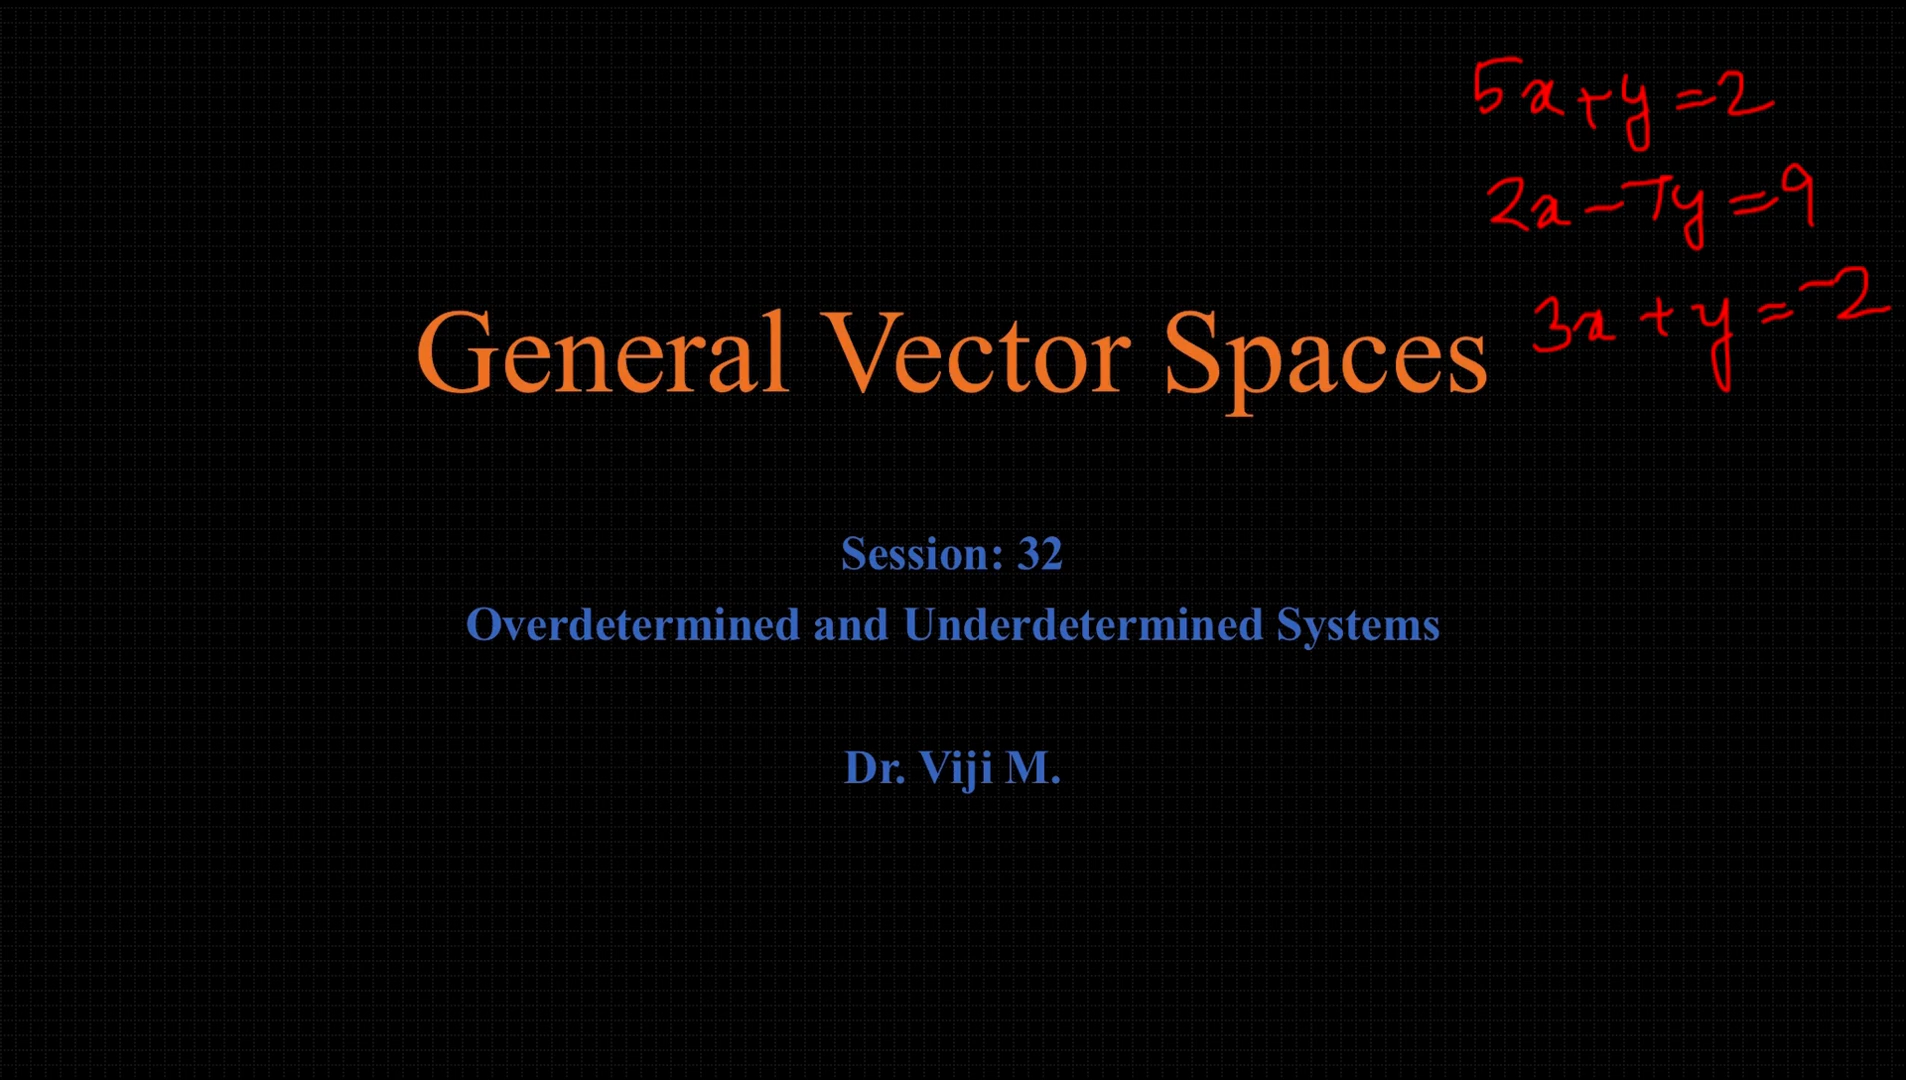 5x+y=2
2x-7y=9
3x+y=-2
General Vector Spaces
Session: 32
Overdetermined and Underdetermined Systems
Dr. Viji M.